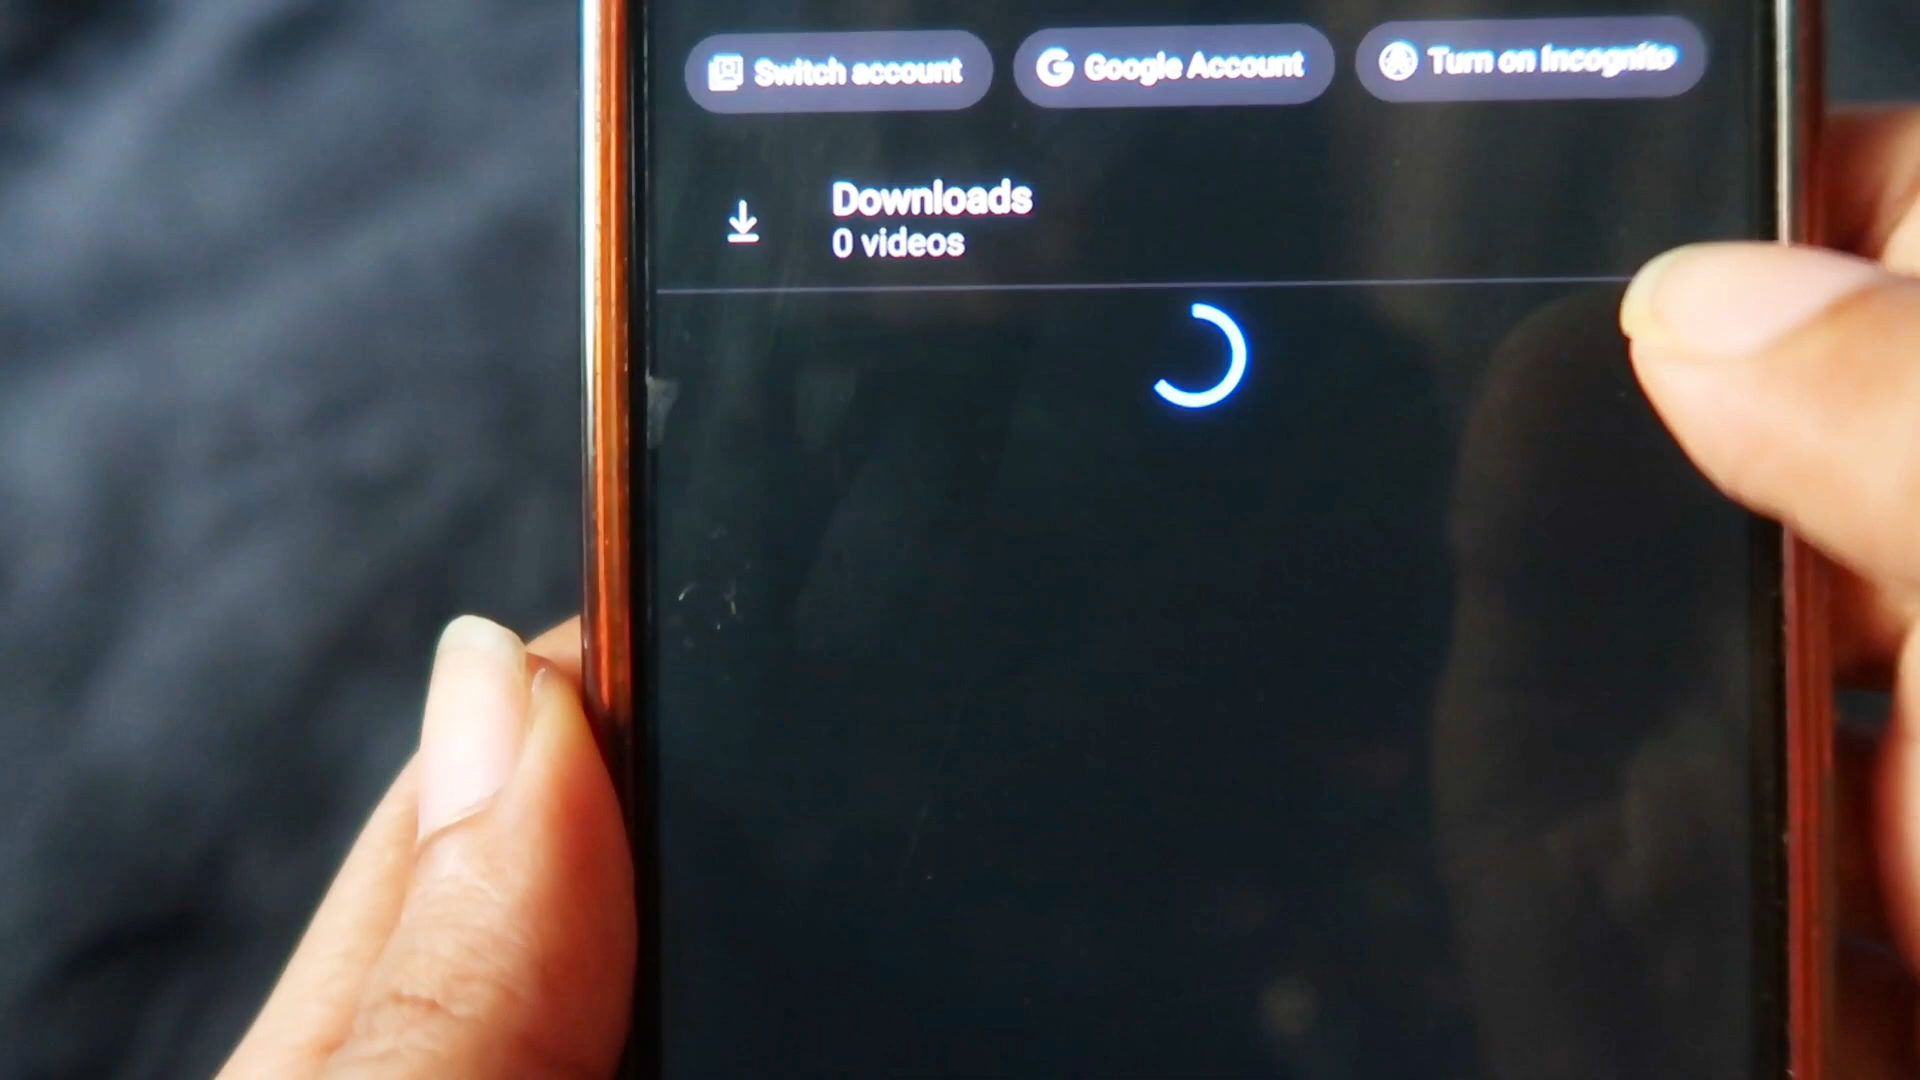 Switch account
Google Account
Turn on Incognito
Downloads
0 videos